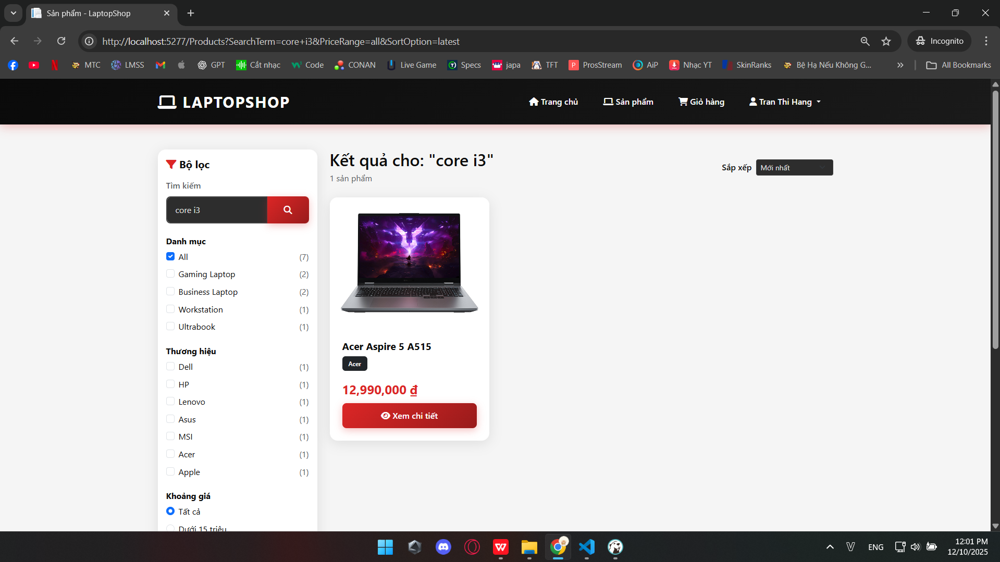 Sản phẩm - LaptopShop
http://localhost:5277/Products?SearchTerm=core+i3&PriceRange=all&SortOption=latest
Incognito
MTC
LMSS
GPT
Cắt nhạc
Code
CONAN
Live Game
Specs
japa
TFT
ProsStream
AiP
Nhạc YT
SkinRanks
Bệ Hạ Nếu Không G...
All Bookmarks
LAPTOPSHOP
Trang chủ
Sản phẩm
Giỏ hàng
Tran Thi Hang
Bộ lọc
Tìm kiếm
core i3
Danh mục
All (7)
Gaming Laptop (2)
Business Laptop (2)
Workstation (1)
Ultrabook (1)
Thương hiệu
Dell (1)
HP (1)
Lenovo (1)
Asus (1)
MSI (1)
Acer (1)
Apple (1)
Khoảng giá
Tất cả
Dưới 15 triệu
Kết quả cho: "core i3"
1 sản phẩm
Sắp xếp
Mới nhất
Acer Aspire 5 A515
Acer
12,990,000 ₫
Xem chi tiết
ENG
12:01 PM
12/10/2025